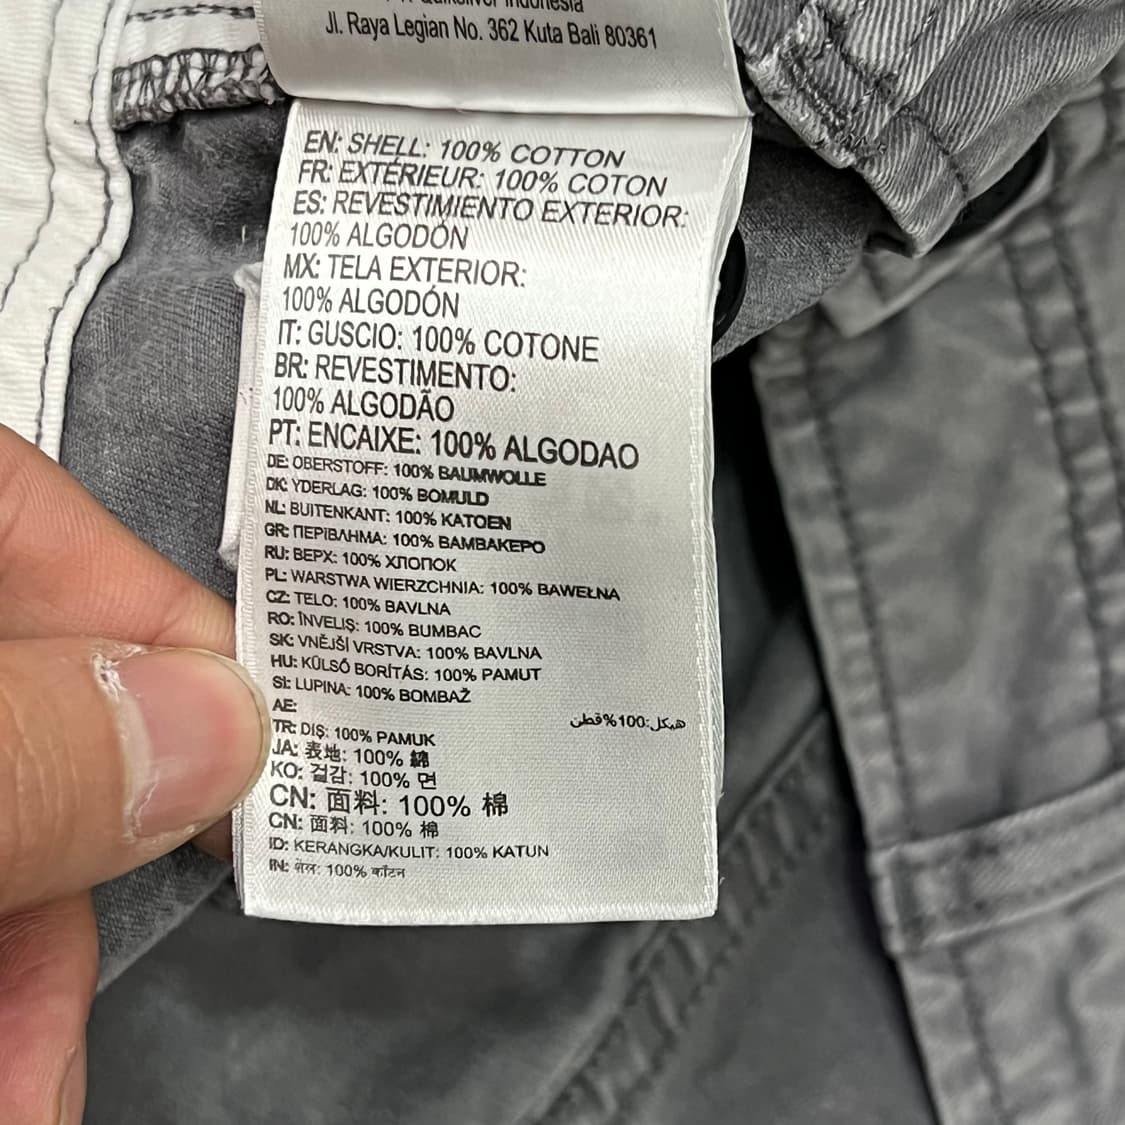 Quiksilver Indonesia
Jl. Raya Legian No. 362 Kuta Bali 80361
EN: SHELL: 100% COTTON
FR: EXTÉRIEUR: 100% COTON
ES: REVESTIMIENTO EXTERIOR:
100% ALGODÓN
MX: TELA EXTERIOR:
100% ALGODÓN
IT: GUSCIO: 100% COTONE
BR: REVESTIMENTO:
100% ALGODÃO
PT: ENCAIXE: 100% ALGODAO
DE: OBERSTOFF: 100% BAUMWOLLE
DK: YDERLAG: 100% BOMULD
NL: BUITENKANT: 100% KATOEN
GR: ΠΕΡΙΒΛΗΜΑ: 100% ΒΑΜΒΑΚΕΡΟ
RU: ВЕРХ: 100% ХЛОПОК
PL: WARSTWA WIERZCHNIA: 100% BAWEŁNA
CZ: TELO: 100% BAVLNA
RO: ÎNVELIȘ: 100% BUMBAC
SK: VNĚJŠÍ VRSTVA: 100% BAVLNA
HU: KÜLSŐ BORÍTÁS: 100% PAMUT
SI: LUPINA: 100% BOMBAŽ
AE:
هيكل:100%قطن
TR: DIŞ: 100% PAMUK
JA: 表地: 100% 綿
KO: 겉감: 100% 면
CN: 面料: 100% 棉
CN: 面料: 100% 棉
ID: KERANGKA/KULIT: 100% KATUN
IN: शेल: 100% कॉटन